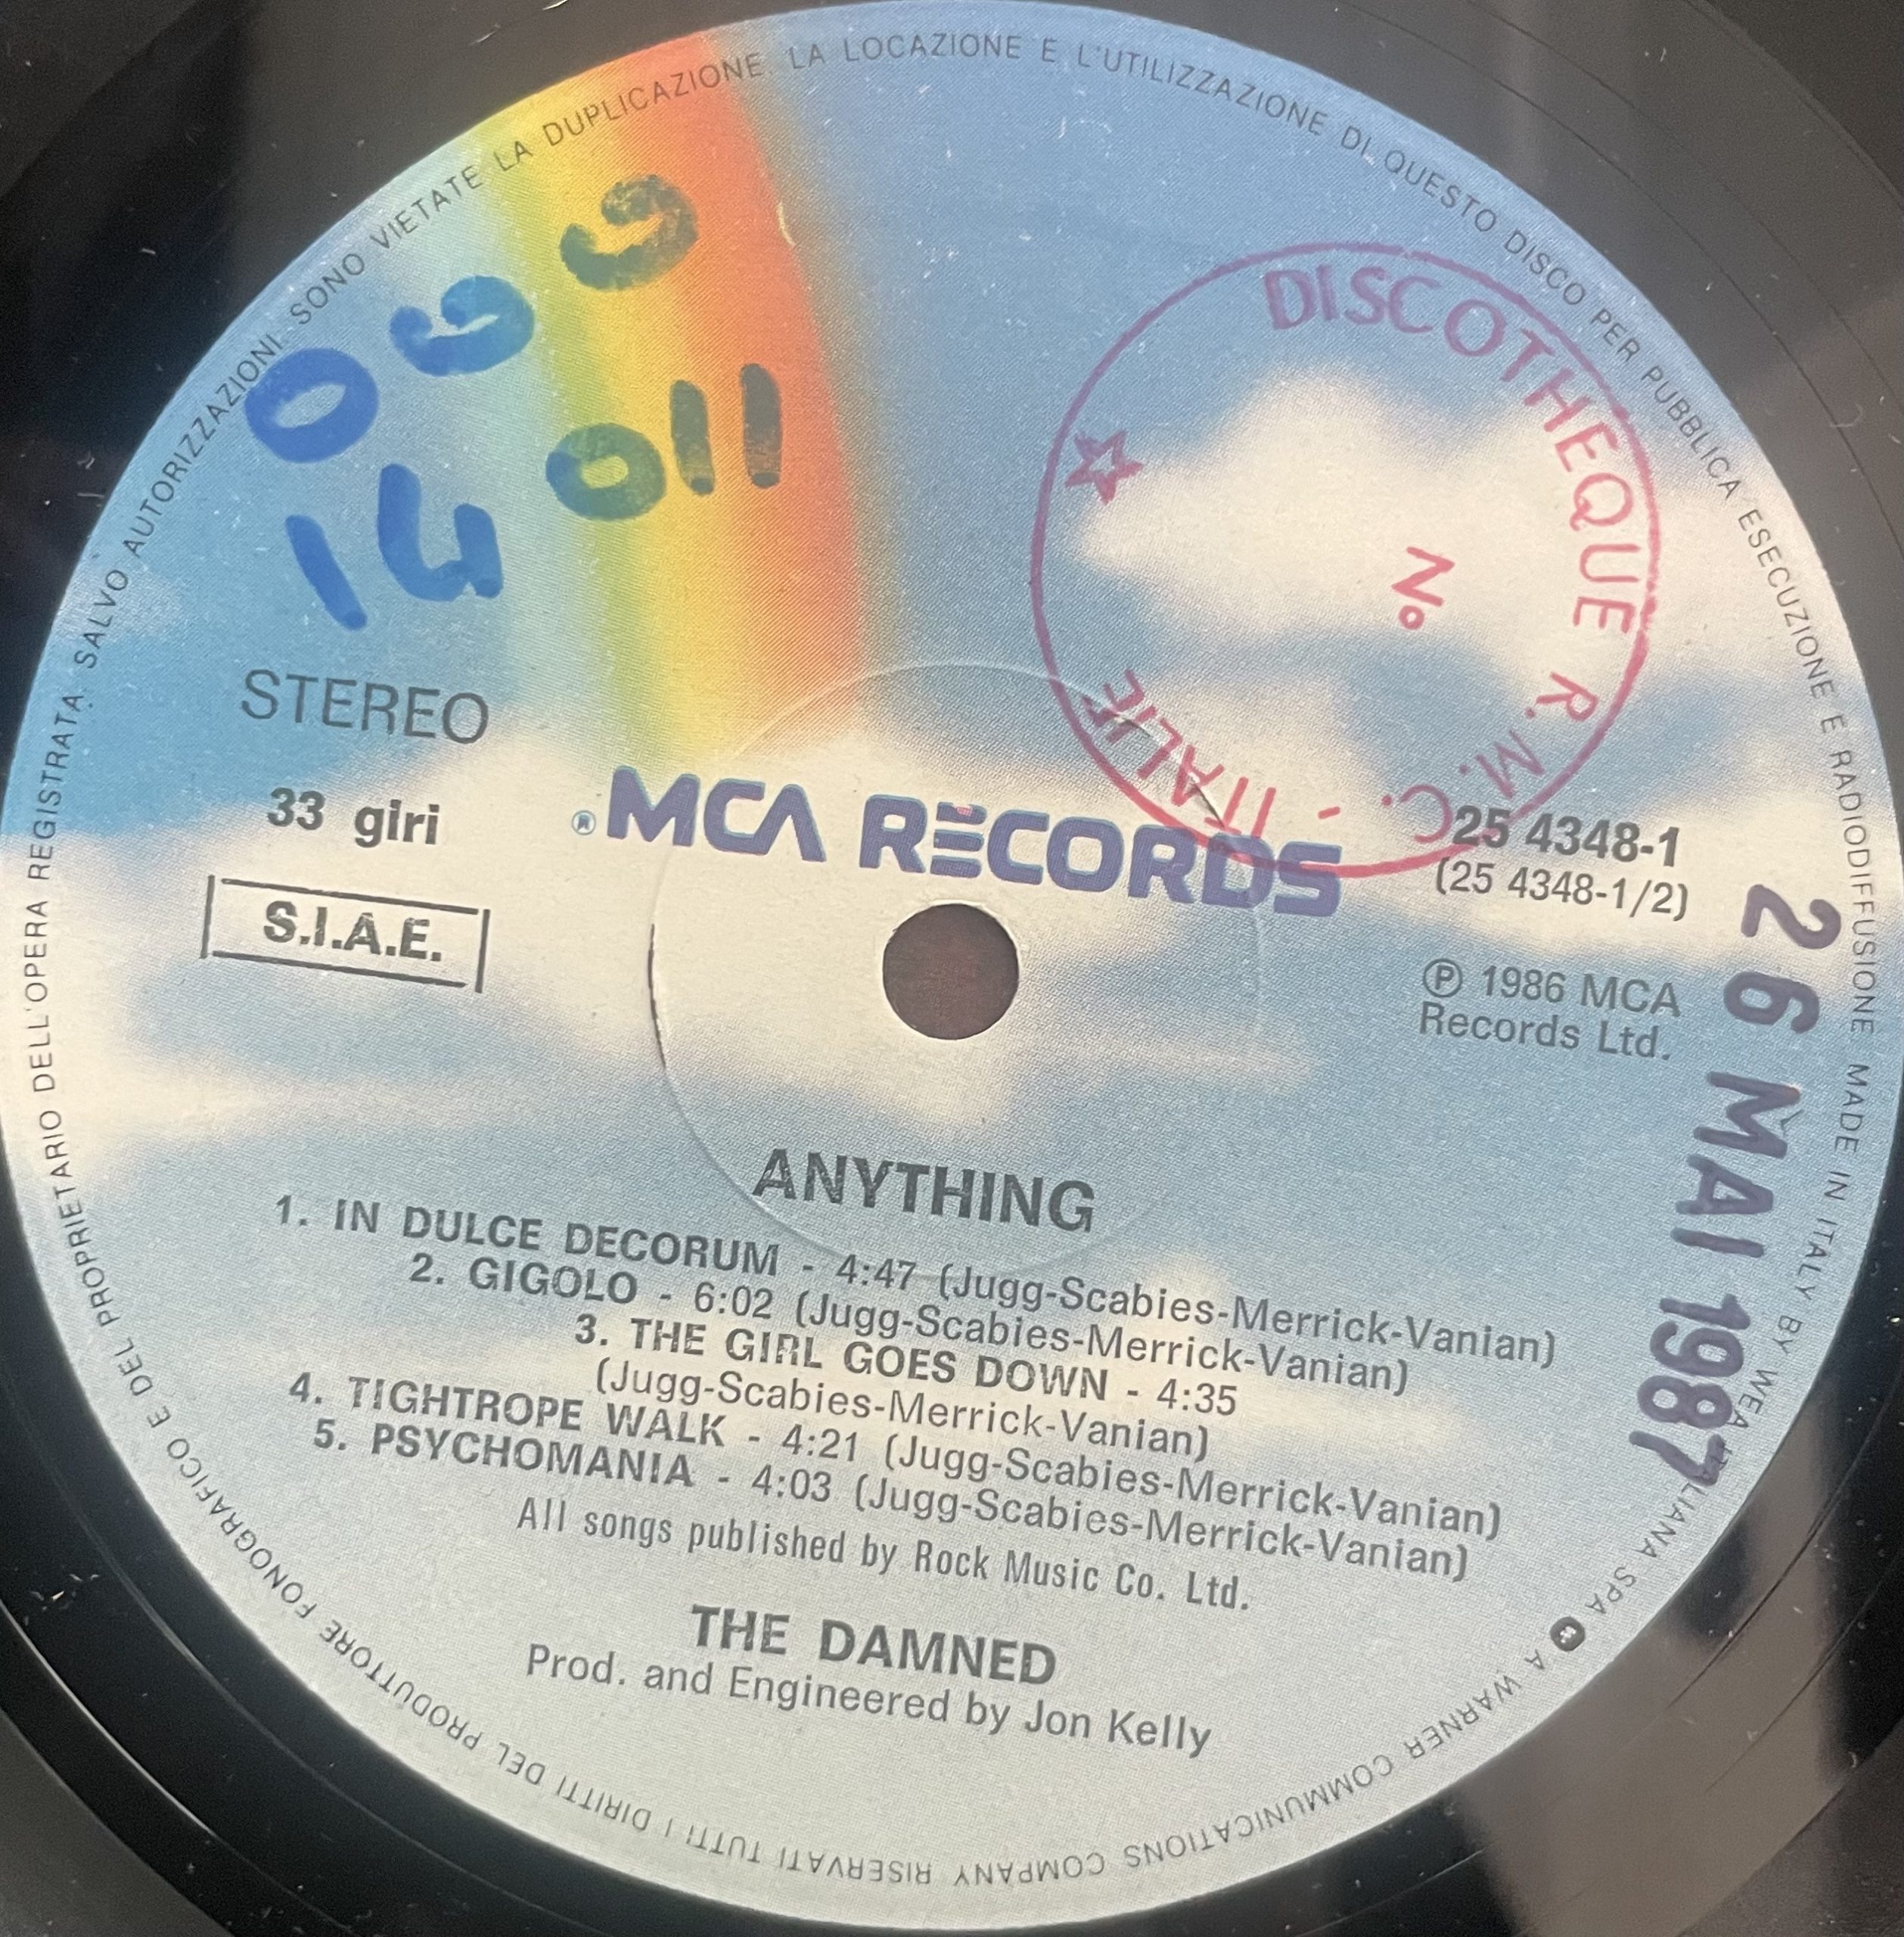 TUTTI I DIRITTI DEL PRODUTTORE FONOGRAFICO E DEL PROPRIETARIO DELL'OPERA REGISTRATA. SALVO AUTORIZZAZIONI SONO VIETATE LA DUPLICAZIONE. LA LOCAZIONE E L'UTILIZZAZIONE DI QUESTO DISCO PER PUBBLICA ESECUZIONE E RADIODIFFUSIONE. MADE IN ITALY BY WEA ITALIANA SPA A WARNER COMMUNICATIONS COMPANY RISERVATI
DISCOTHEQUE R. M. C. - ITALIE
No
STEREO
33 giri
S.I.A.E.
® MCA RECORDS
25 4348-1
(25 4348-1/2)
℗ 1986 MCA
Records Ltd.
26 MAI 1987
ANYTHING
1. IN DULCE DECORUM - 4:47 (Jugg-Scabies-Merrick-Vanian)
2. GIGOLO - 6:02 (Jugg-Scabies-Merrick-Vanian)
3. THE GIRL GOES DOWN - 4:35
(Jugg-Scabies-Merrick-Vanian)
4. TIGHTROPE WALK - 4:21 (Jugg-Scabies-Merrick-Vanian)
5. PSYCHOMANIA - 4:03 (Jugg-Scabies-Merrick-Vanian)
All songs published by Rock Music Co. Ltd.
THE DAMNED
Prod. and Engineered by Jon Kelly